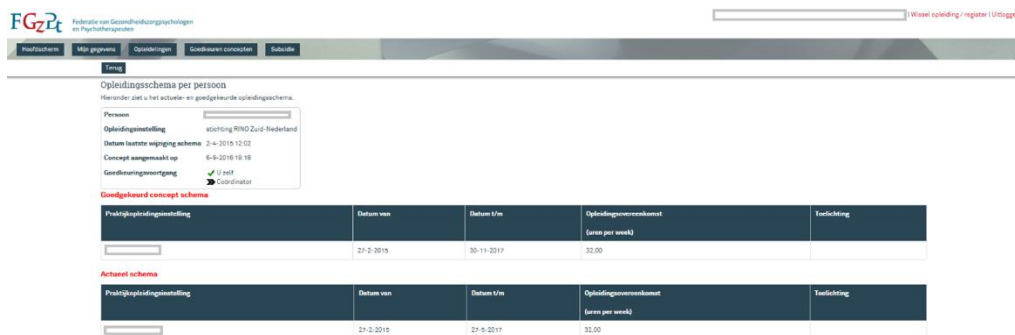 FGzPt Federatie van Gezondheidszorgpsychologen
en Psychotherapeuten
| Wissel opleiding / register | Uitlogge
Hoofdscherm Mijn gegevens Opleidelingen Goedkeuren concepten Subsidie
Terug
Opleidingsschema per persoon
Hieronder ziet u het actuele- en goedgekeurde opleidingsschema.
Persoon
Opleidingsinstelling stichting RINO Zuid-Nederland
Datum laatste wijziging schema 2-4-2015 12:02
Concept aangemaakt op 6-9-2016 18:18
Goedkeuringsvoortgang U zelf
Coördinator
Goedgekeurd concept schema
Praktijkopleidingsinstelling Datum van Datum t/m Opleidingsovereenkomst Toelichting
(uren per week)
27-2-2015 30-11-2017 32,00
Actueel schema
Praktijkopleidingsinstelling Datum van Datum t/m Opleidingsovereenkomst Toelichting
(uren per week)
27-2-2015 27-5-2017 32,00